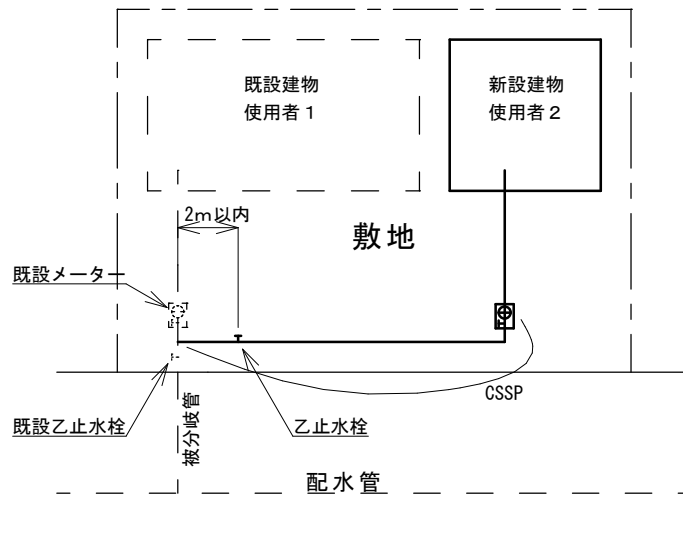 既設建物
使用者1
新設建物
使用者2
2m以内
敷地
既設メーター
CSSP
既設乙止水栓
被分岐管
乙止水栓
配水管